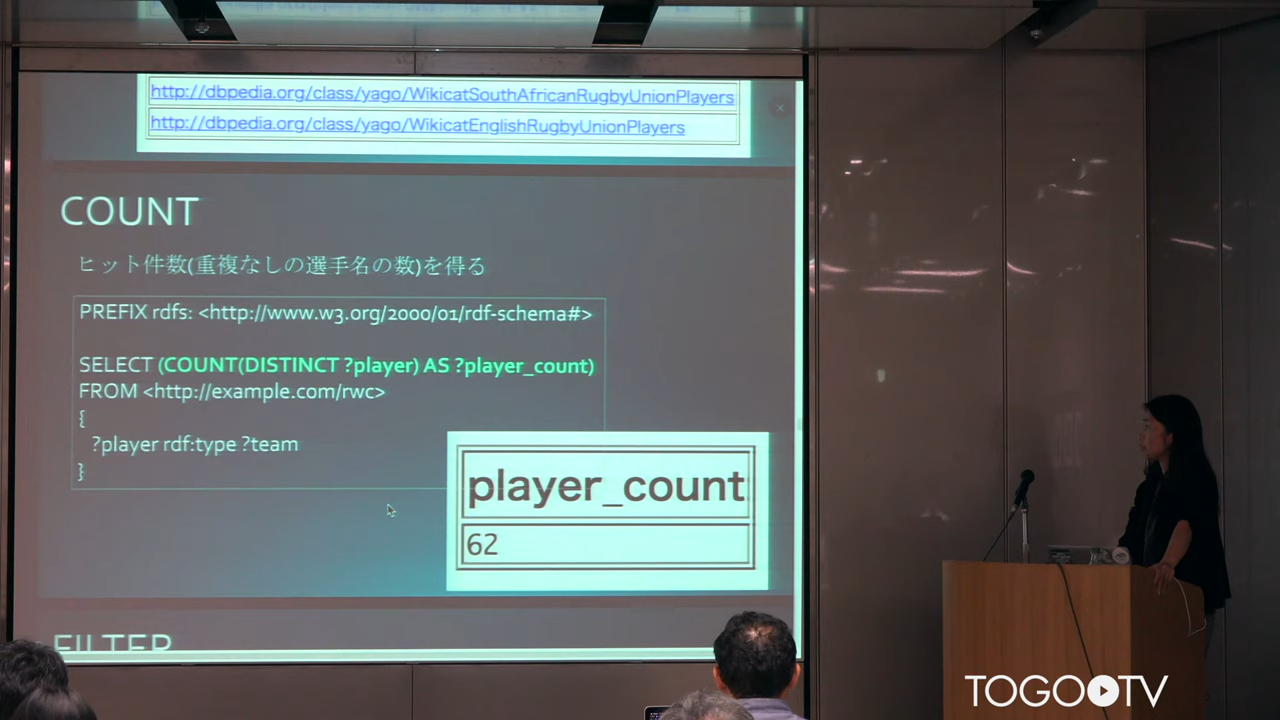 http://dbpedia.org/class/yago/WikicatSouthAfricanRugbyUnionPlayers
http://dbpedia.org/class/yago/WikicatEnglishRugbyUnionPlayers
COUNT
ヒット件数(重複なしの選手名の数)を得る
PREFIX rdfs: <http://www.w3.org/2000/01/rdf-schema#>
SELECT (COUNT(DISTINCT ?player) AS ?player_count)
FROM <http://example.com/rwc>
{
?player rdf:type ?team
}
player_count
62
FILTER
TOGOTV